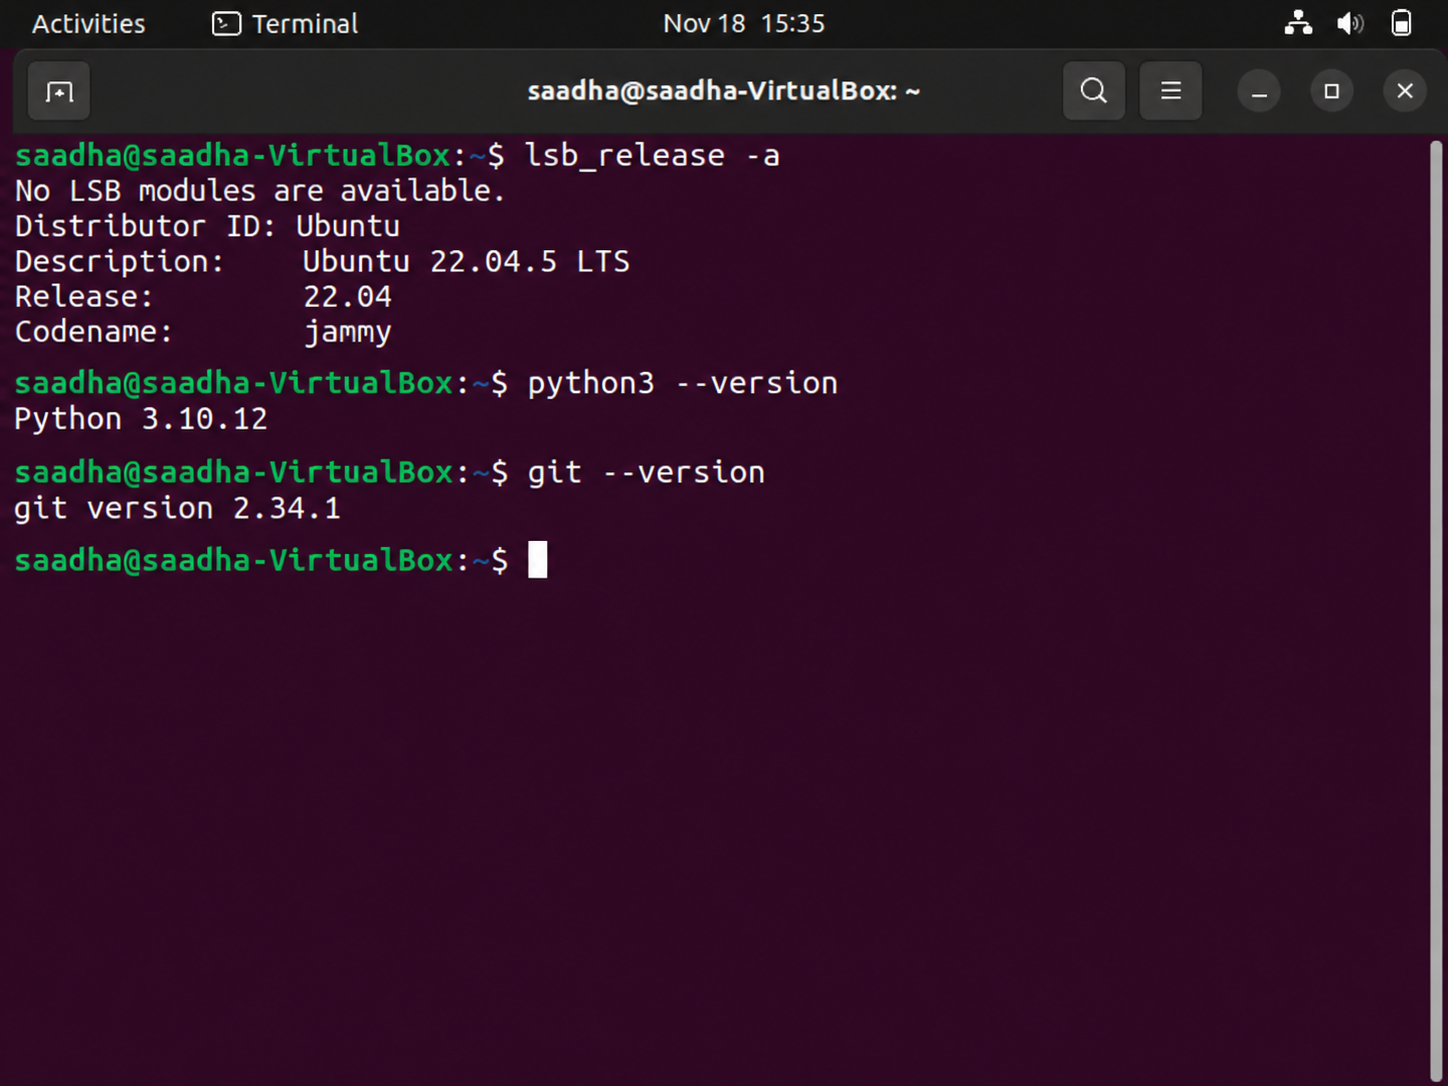 Activities Terminal Nov 18 15:35
saadha@saadha-VirtualBox: ~
saadha@saadha-VirtualBox:~$ lsb_release -a
No LSB modules are available.
Distributor ID: Ubuntu
Description: Ubuntu 22.04.5 LTS
Release: 22.04
Codename: jammy
saadha@saadha-VirtualBox:~$ python3 --version
Python 3.10.12
saadha@saadha-VirtualBox:~$ git --version
git version 2.34.1
saadha@saadha-VirtualBox:~$